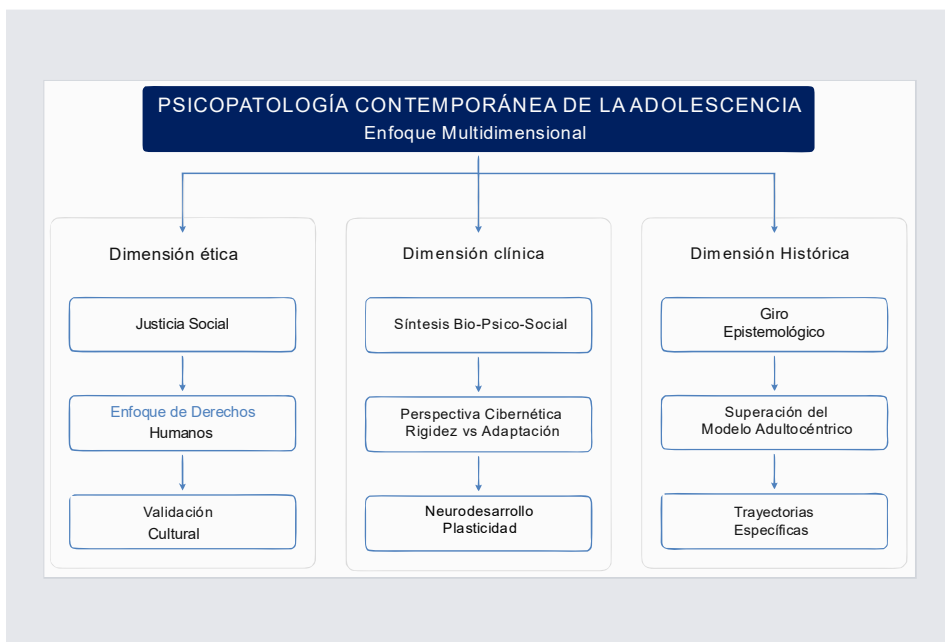 PSICOPATOLOGÍA CONTEMPORÁNEA DE LA ADOLESCENCIA
Enfoque Multidimensional
Dimensión ética
Justicia Social
Enfoque de Derechos
Humanos
Validación
Cultural
Dimensión clínica
Síntesis Bio-Psico-Social
Perspectiva Cibernética
Rigidez vs Adaptación
Neurodesarrollo
Plasticidad
Dimensión Histórica
Giro
Epistemológico
Superación del
Modelo Adultocéntrico
Trayectorias
Específicas